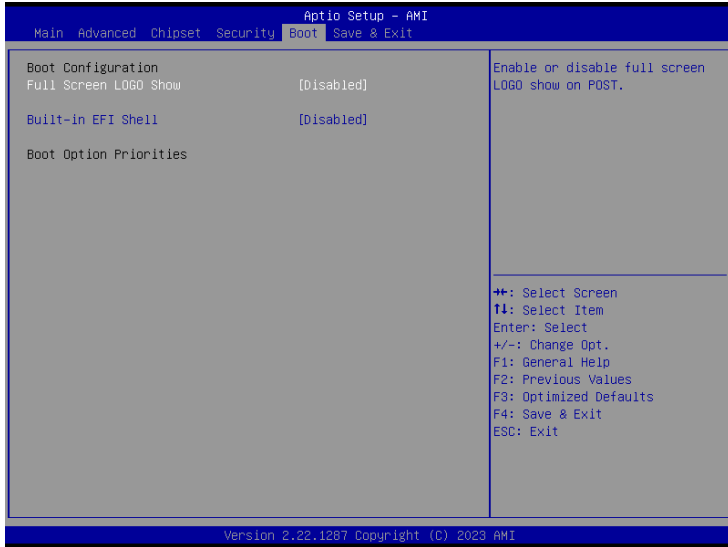 Aptio Setup – AMI
Main Advanced Chipset Security Boot Save & Exit
Boot Configuration
Full Screen LOGO Show [Disabled]
Built-in EFI Shell [Disabled]
Boot Option Priorities
Enable or disable full screen
LOGO show on POST.
→←: Select Screen
↑↓: Select Item
Enter: Select
+/-: Change Opt.
F1: General Help
F2: Previous Values
F3: Optimized Defaults
F4: Save & Exit
ESC: Exit
Version 2.22.1287 Copyright (C) 2023 AMI